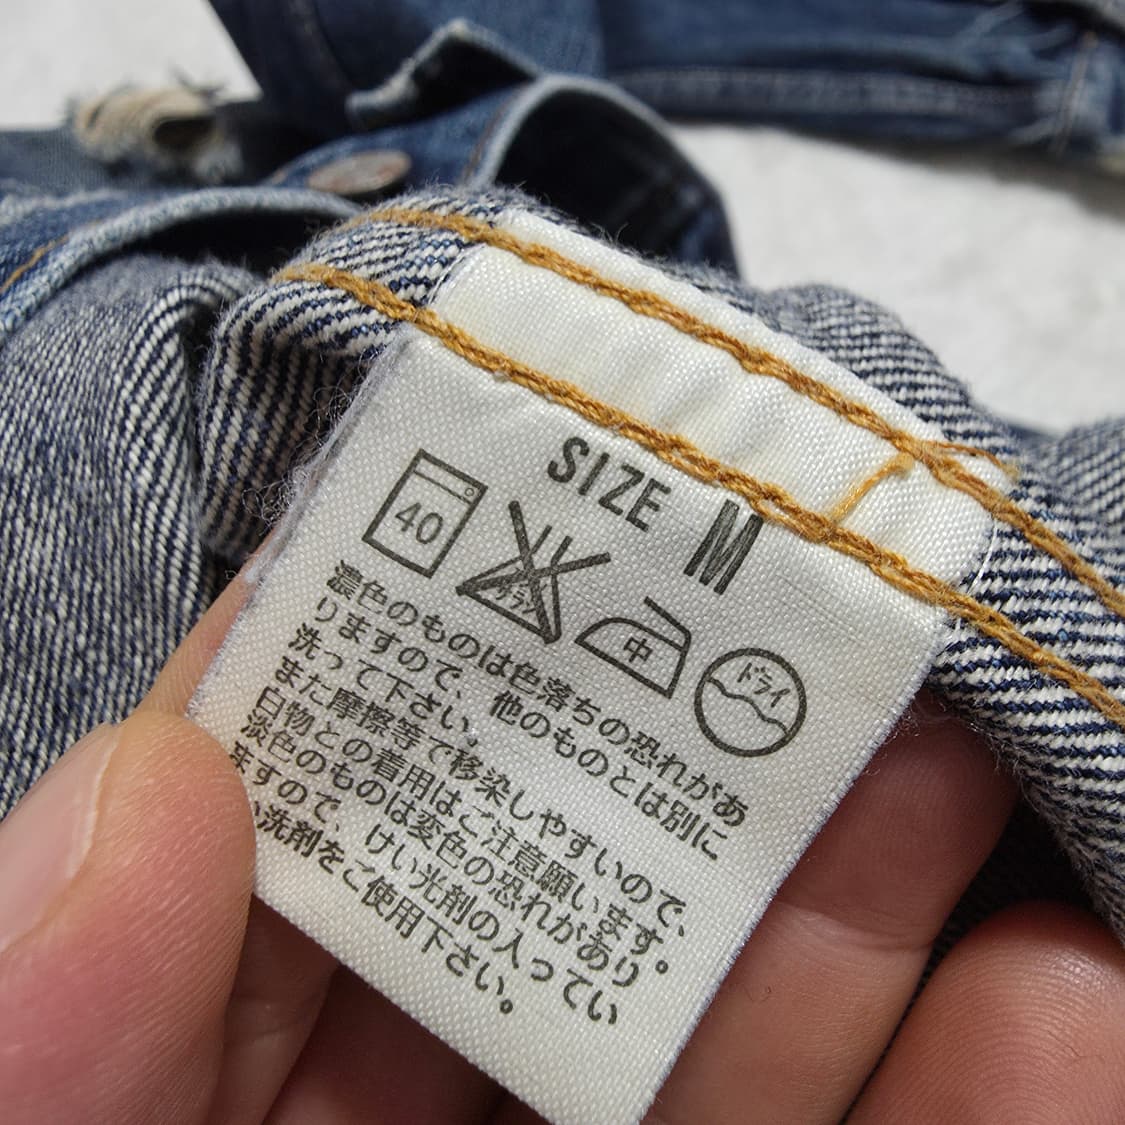 SIZE M
40 エンソサラシ 中 ドライ
濃色のものは色落ちの恐れがあ
りますので、他のものとは別に
洗って下さい。
また摩擦等で移染しやすいので、
白物との着用はご注意願います。
淡色のものは変色の恐れがあり
ますので、けい光剤の入ってい
い洗剤をご使用下さい。